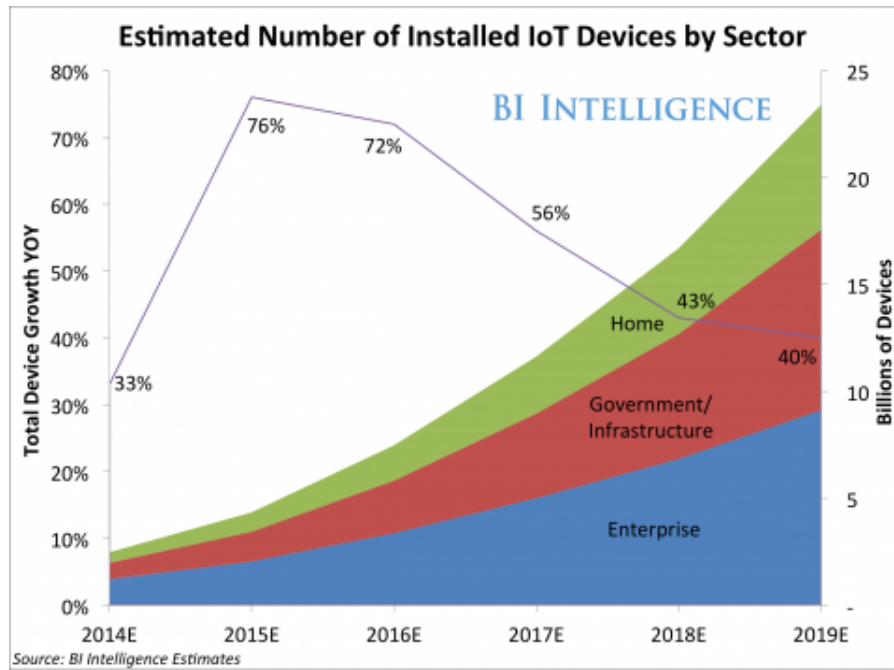 Estimated Number of Installed IoT Devices by Sector
BI INTELLIGENCE
Total Device Growth YOY
80%
70%
60%
50%
40%
30%
20%
10%
0%
Billions of Devices
25
20
15
10
5
-
33%
76%
72%
56%
43%
40%
Home
Government/
Infrastructure
Enterprise
2014E 2015E 2016E 2017E 2018E 2019E
Source: BI Intelligence Estimates